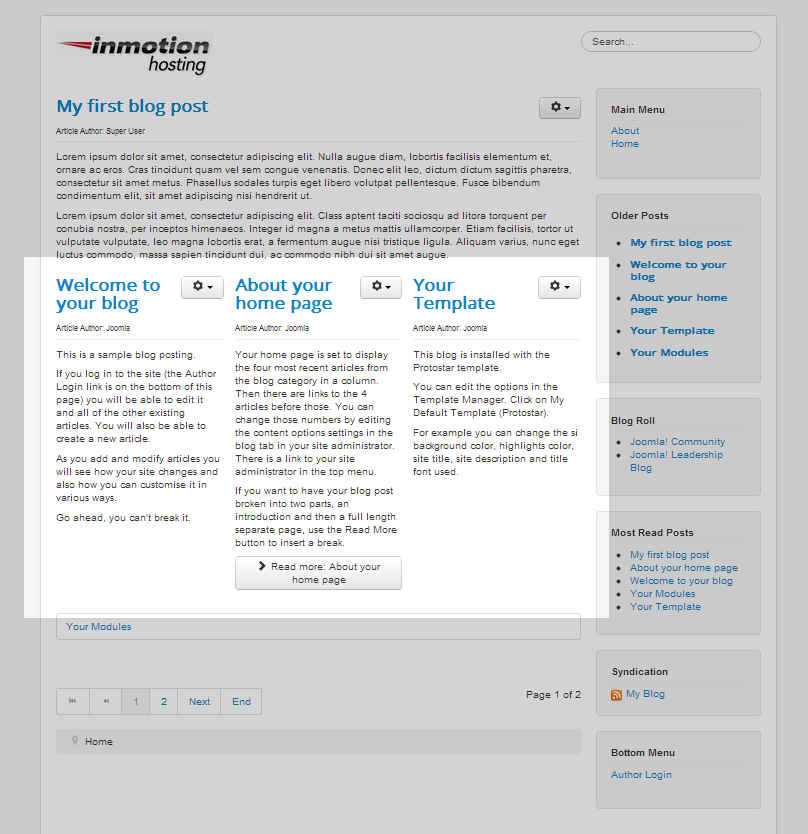 inmotion
hosting
Search...
My first blog post
Article Author: Super User
Lorem ipsum dolor sit amet, consectetur adipiscing elit. Nulla augue diam, lobortis facilisis elementum et,
ornare ac eros. Cras tincidunt quam vel sem congue venenatis. Donec elit leo, dictum dictum sagittis pharetra,
consectetur sit amet metus. Phasellus sodales turpis eget libero volutpat pellentesque. Fusce bibendum
condimentum elit, sit amet adipiscing nisi hendrerit ut.
Lorem ipsum dolor sit amet, consectetur adipiscing elit. Class aptent taciti sociosqu ad litora torquent per
conubia nostra, per inceptos himenaeos. Integer id magna a metus mattis ullamcorper. Etiam facilisis, tortor ut
vulputate vulputate, leo magna lobortis erat, a fermentum augue nisi tristique ligula. Aliquam varius, nunc eget
luctus commodo, massa sapien tincidunt dui, ac commodo nibh dui sit amet augue.
Welcome to
your blog
Article Author: Joomla
This is a sample blog posting.
If you log in to the site (the Author
Login link is on the bottom of this
page) you will be able to edit it
and all of the other existing
articles. You will also be able to
create a new article.
As you add and modify articles you
will see how your site changes and
also how you can customise it in
various ways.
Go ahead, you can't break it.
About your
home page
Article Author: Joomla
Your home page is set to display
the four most recent articles from
the blog category in a column.
Then there are links to the 4
articles before those. You can
change those numbers by editing
the content options settings in the
blog tab in your site administrator.
There is a link to your site
administrator in the top menu.
If you want to have your blog post
broken into two parts, an
introduction and then a full length
separate page, use the Read More
button to insert a break.
Read more: About your
home page
Your
Template
Article Author: Joomla
This blog is installed with the
Protostar template.
You can edit the options in the
Template Manager. Click on My
Default Template (Protostar).
For example you can change the si
background color, highlights color,
site title, site description and title
font used.
Your Modules
1 2 Next End
Page 1 of 2
Home
Main Menu
About
Home
Older Posts
My first blog post
Welcome to your
blog
About your home
page
Your Template
Your Modules
Blog Roll
Joomla! Community
Joomla! Leadership
Blog
Most Read Posts
My first blog post
About your home page
Welcome to your blog
Your Modules
Your Template
Syndication
My Blog
Bottom Menu
Author Login